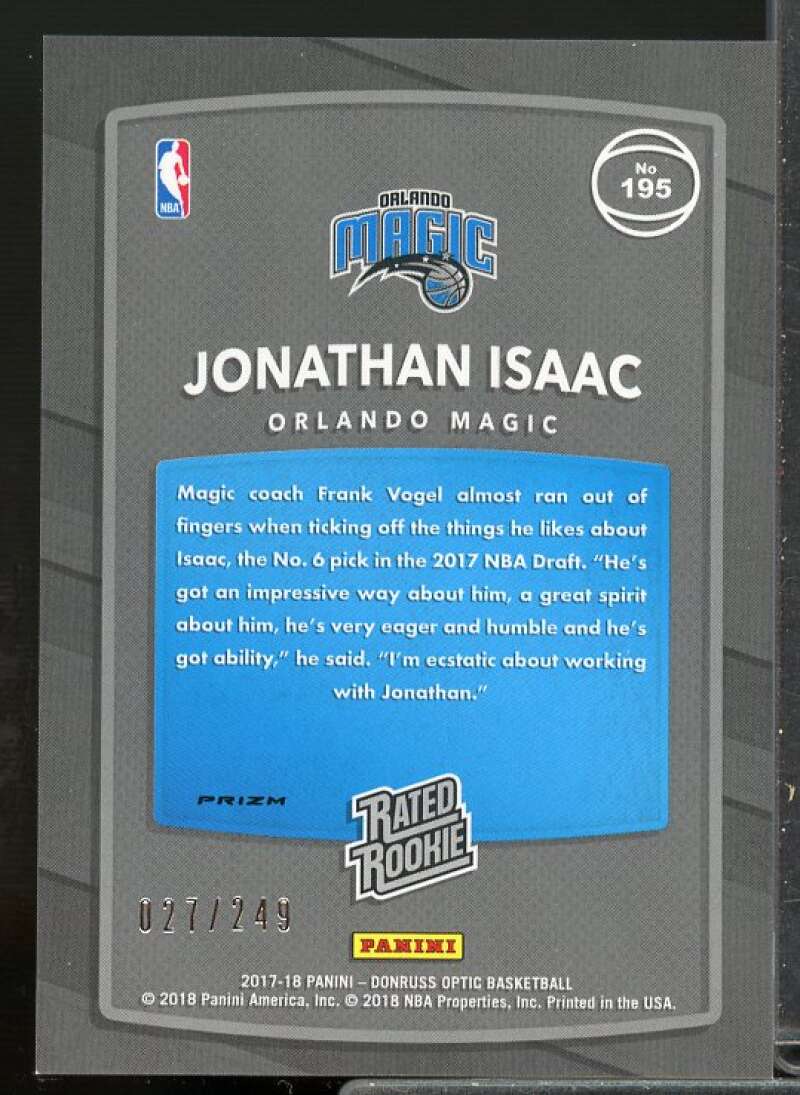 NBA
No
195
ORLANDO
MAGIC
JONATHAN ISAAC
ORLANDO MAGIC
Magic coach Frank Vogel almost ran out of
fingers when ticking off the things he likes about
Isaac, the No. 6 pick in the 2017 NBA Draft. “He’s
got an impressive way about him, a great spirit
about him, he’s very eager and humble and he’s
got ability,” he said. “I’m ecstatic about working
with Jonathan.”
PRIZM
RATED
ROOKIE
027/249
PANINI
2017-18 PANINI – DONRUSS OPTIC BASKETBALL
© 2018 Panini America, Inc. © 2018 NBA Properties, Inc. Printed in the USA.